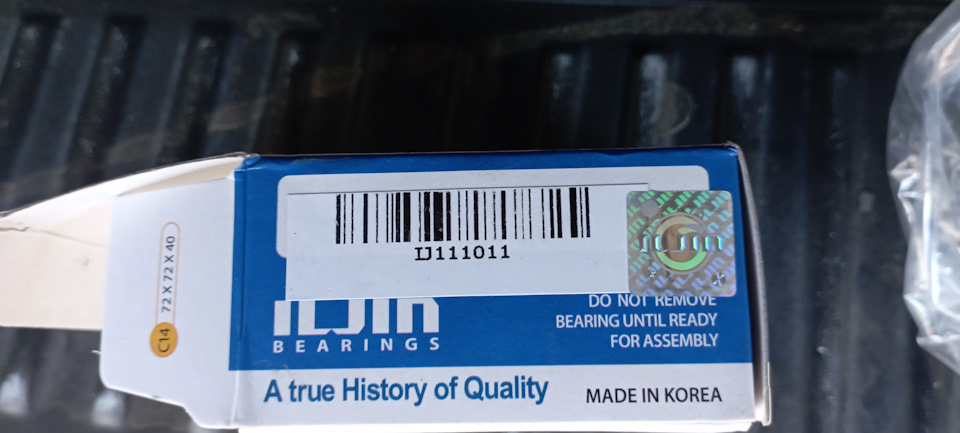 IJ111011
ILJIN
BEARINGS
DO NOT REMOVE
BEARING UNTIL READY
FOR ASSEMBLY
A true History of Quality
MADE IN KOREA
C14 72 X 72 X 40